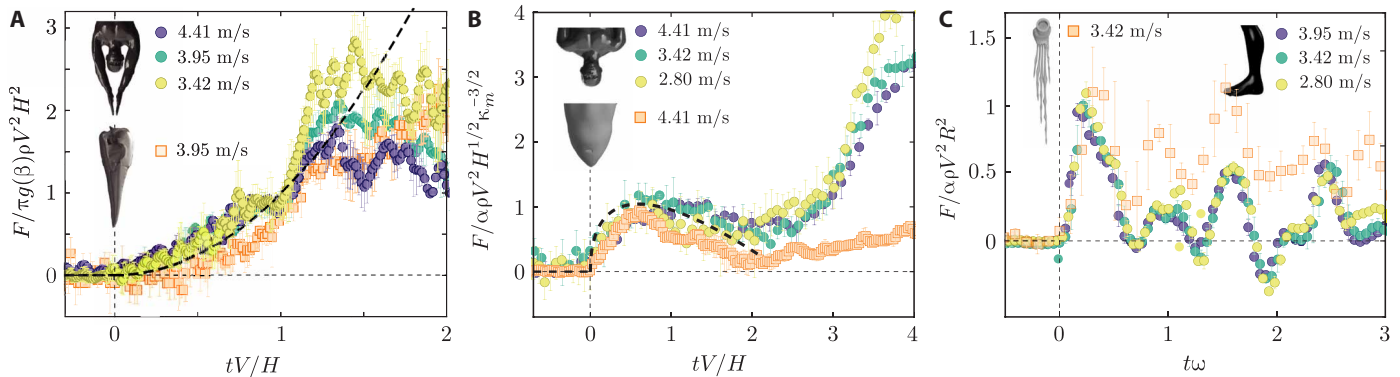 A
4.41 m/s
3.95 m/s
3.42 m/s
3.95 m/s
F/πg(β)ρV²H²
3
2
1
0
0
1
2
tV/H
B
4.41 m/s
3.42 m/s
2.80 m/s
4.41 m/s
F/αρV²H^{1/2}κ_m^{-3/2}
4
3
2
1
0
0
1
2
3
4
tV/H
C
3.42 m/s
3.95 m/s
3.42 m/s
2.80 m/s
F/αρV²R²
1.5
1
0.5
0
0
1
2
3
tω